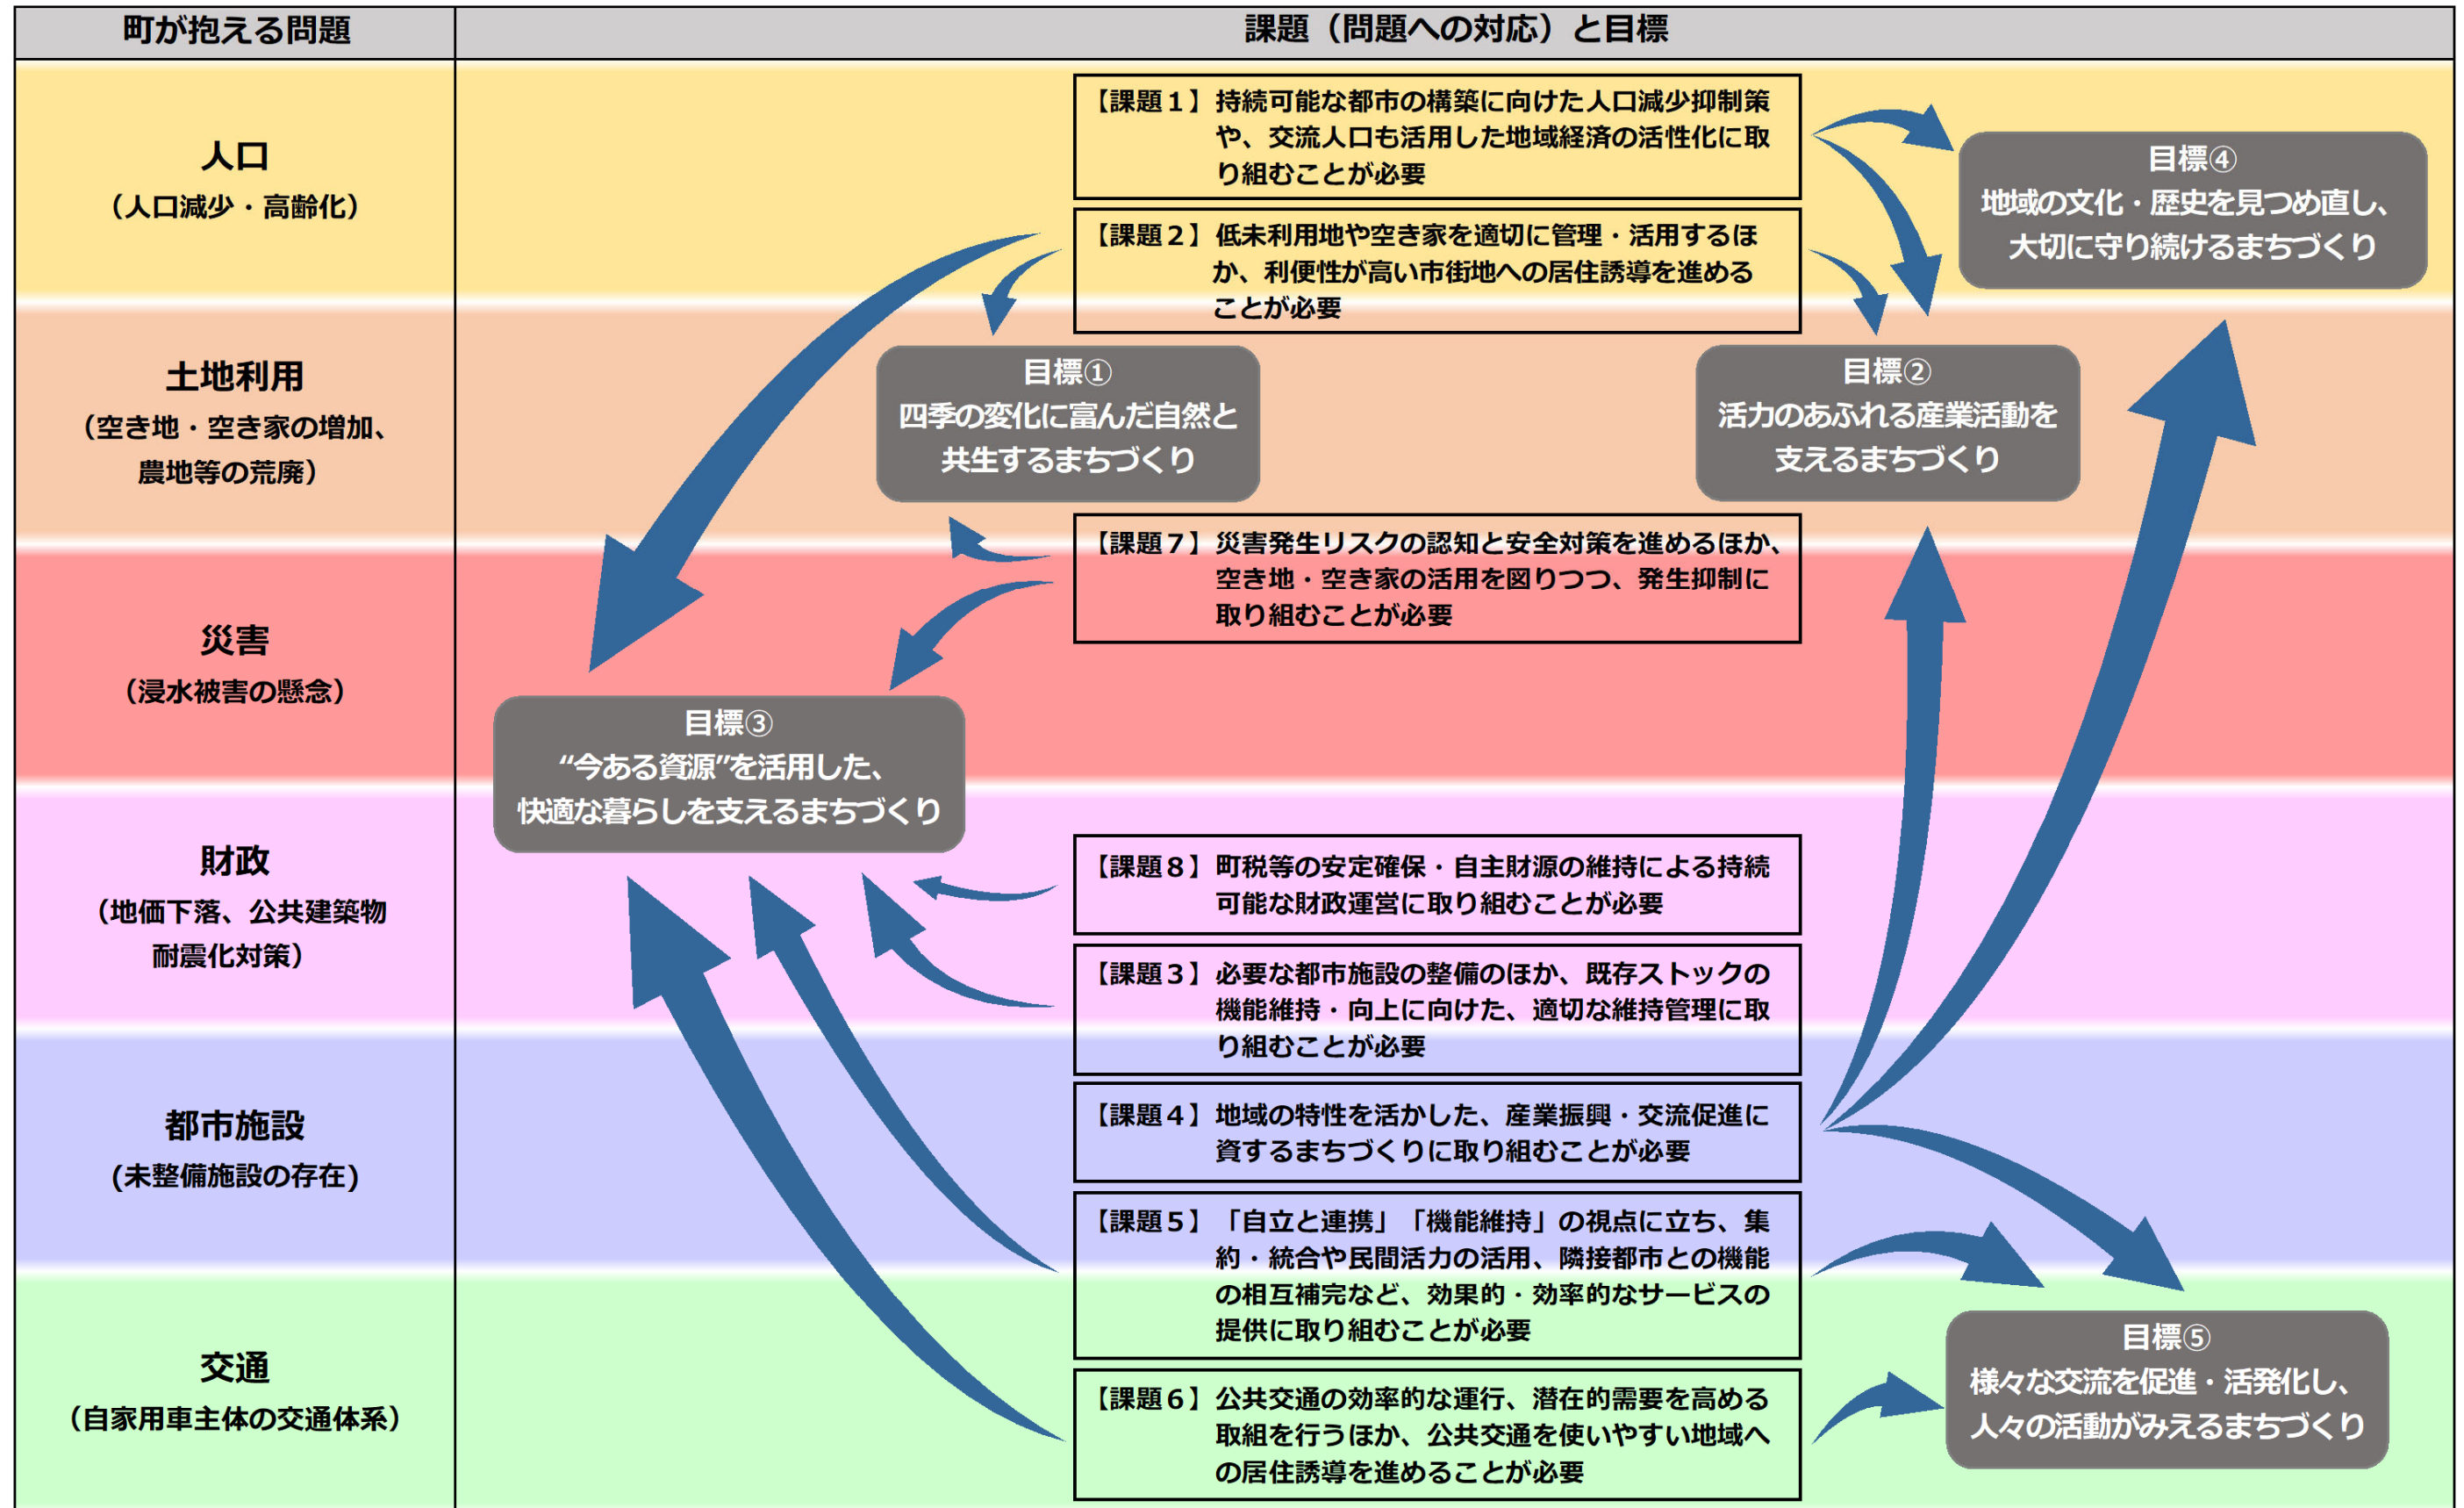 町が抱える問題
課題（問題への対応）と目標
人口
（人口減少・高齢化）
【課題１】持続可能な都市の構築に向けた人口減少抑制策
や、交流人口も活用した地域経済の活性化に取
り組むことが必要
目標④
地域の文化・歴史を見つめ直し、
大切に守り続けるまちづくり
【課題２】低未利用地や空き家を適切に管理・活用するほ
か、利便性が高い市街地への居住誘導を進める
ことが必要
土地利用
（空き地・空き家の増加、
農地等の荒廃）
目標①
四季の変化に富んだ自然と
共生するまちづくり
目標②
活力のあふれる産業活動を
支えるまちづくり
【課題７】災害発生リスクの認知と安全対策を進めるほか、
空き地・空き家の活用を図りつつ、発生抑制に
取り組むことが必要
災害
（浸水被害の懸念）
目標③
“今ある資源”を活用した、
快適な暮らしを支えるまちづくり
財政
（地価下落、公共建築物
耐震化対策）
【課題８】町税等の安定確保・自主財源の維持による持続
可能な財政運営に取り組むことが必要
【課題３】必要な都市施設の整備のほか、既存ストックの
機能維持・向上に向けた、適切な維持管理に取
り組むことが必要
都市施設
(未整備施設の存在)
【課題４】地域の特性を活かした、産業振興・交流促進に
資するまちづくりに取り組むことが必要
【課題５】「自立と連携」「機能維持」の視点に立ち、集
約・統合や民間活力の活用、隣接都市との機能
の相互補完など、効果的・効率的なサービスの
提供に取り組むことが必要
交通
（自家用車主体の交通体系）
目標⑤
様々な交流を促進・活発化し、
人々の活動がみえるまちづくり
【課題６】公共交通の効率的な運行、潜在的需要を高める
取組を行うほか、公共交通を使いやすい地域へ
の居住誘導を進めることが必要